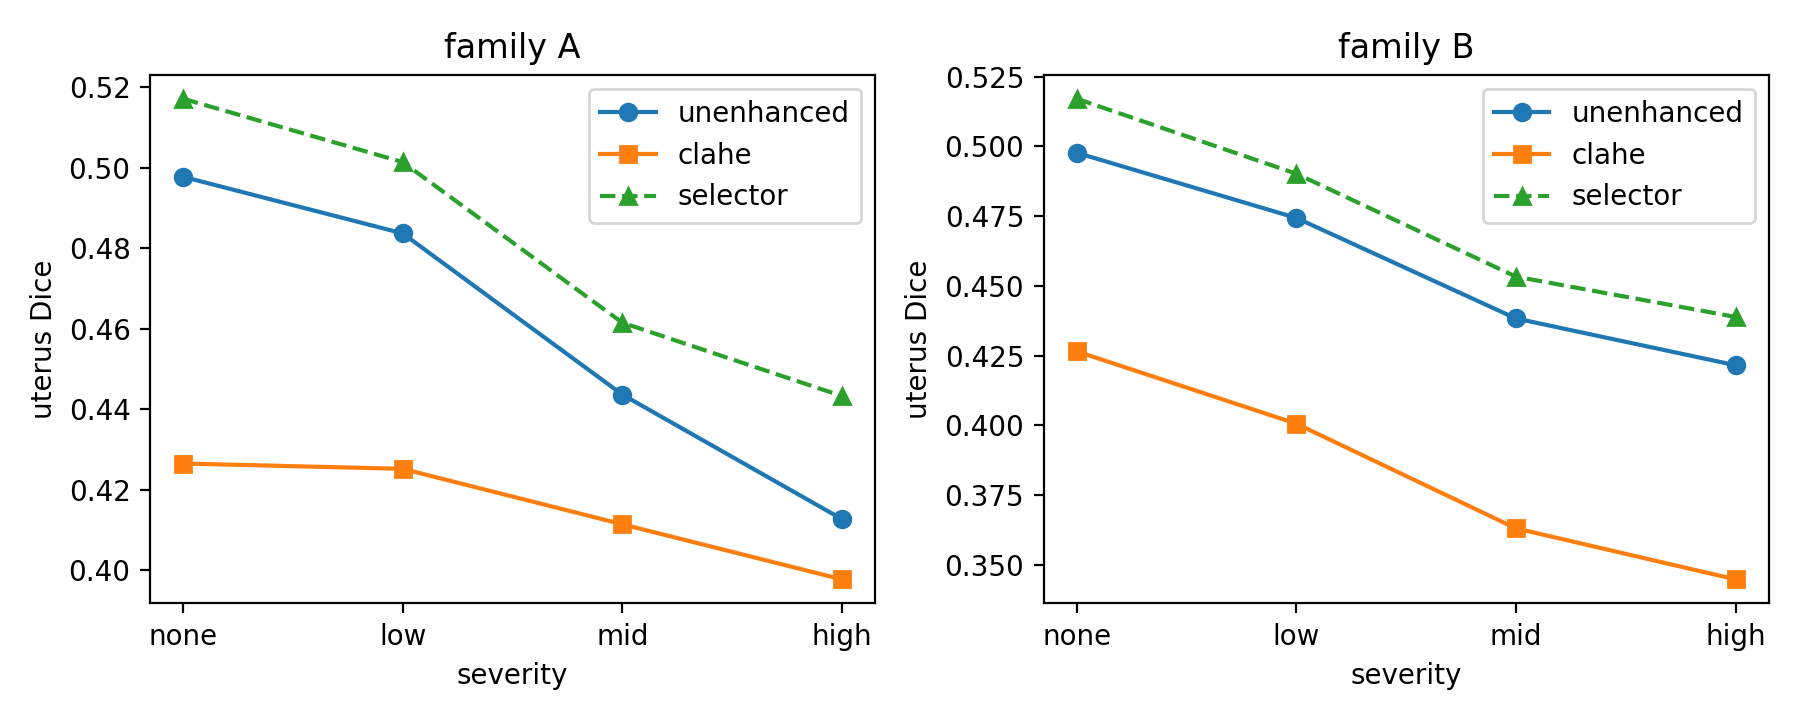 family A
0.52
0.50
0.48
0.46
0.44
0.42
0.40
uterus Dice
unenhanced
clahe
selector
none low mid high
severity
family B
0.525
0.500
0.475
0.450
0.425
0.400
0.375
0.350
uterus Dice
unenhanced
clahe
selector
none low mid high
severity